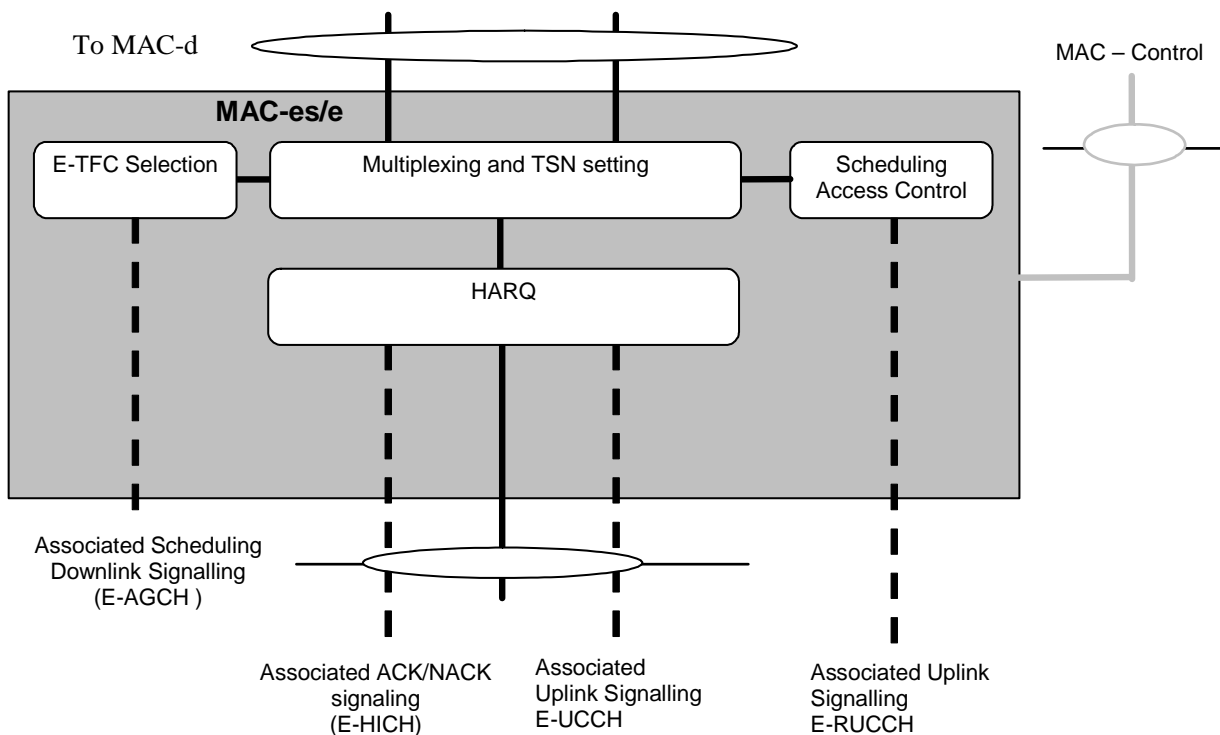 To MAC-d
MAC – Control
MAC-es/e
E-TFC Selection
Multiplexing and TSN setting
Scheduling
Access Control
HARQ
Associated Scheduling
Downlink Signalling
(E-AGCH )
Associated ACK/NACK
signaling
(E-HICH)
Associated
Uplink Signalling
E-UCCH
Associated Uplink
Signalling
E-RUCCH